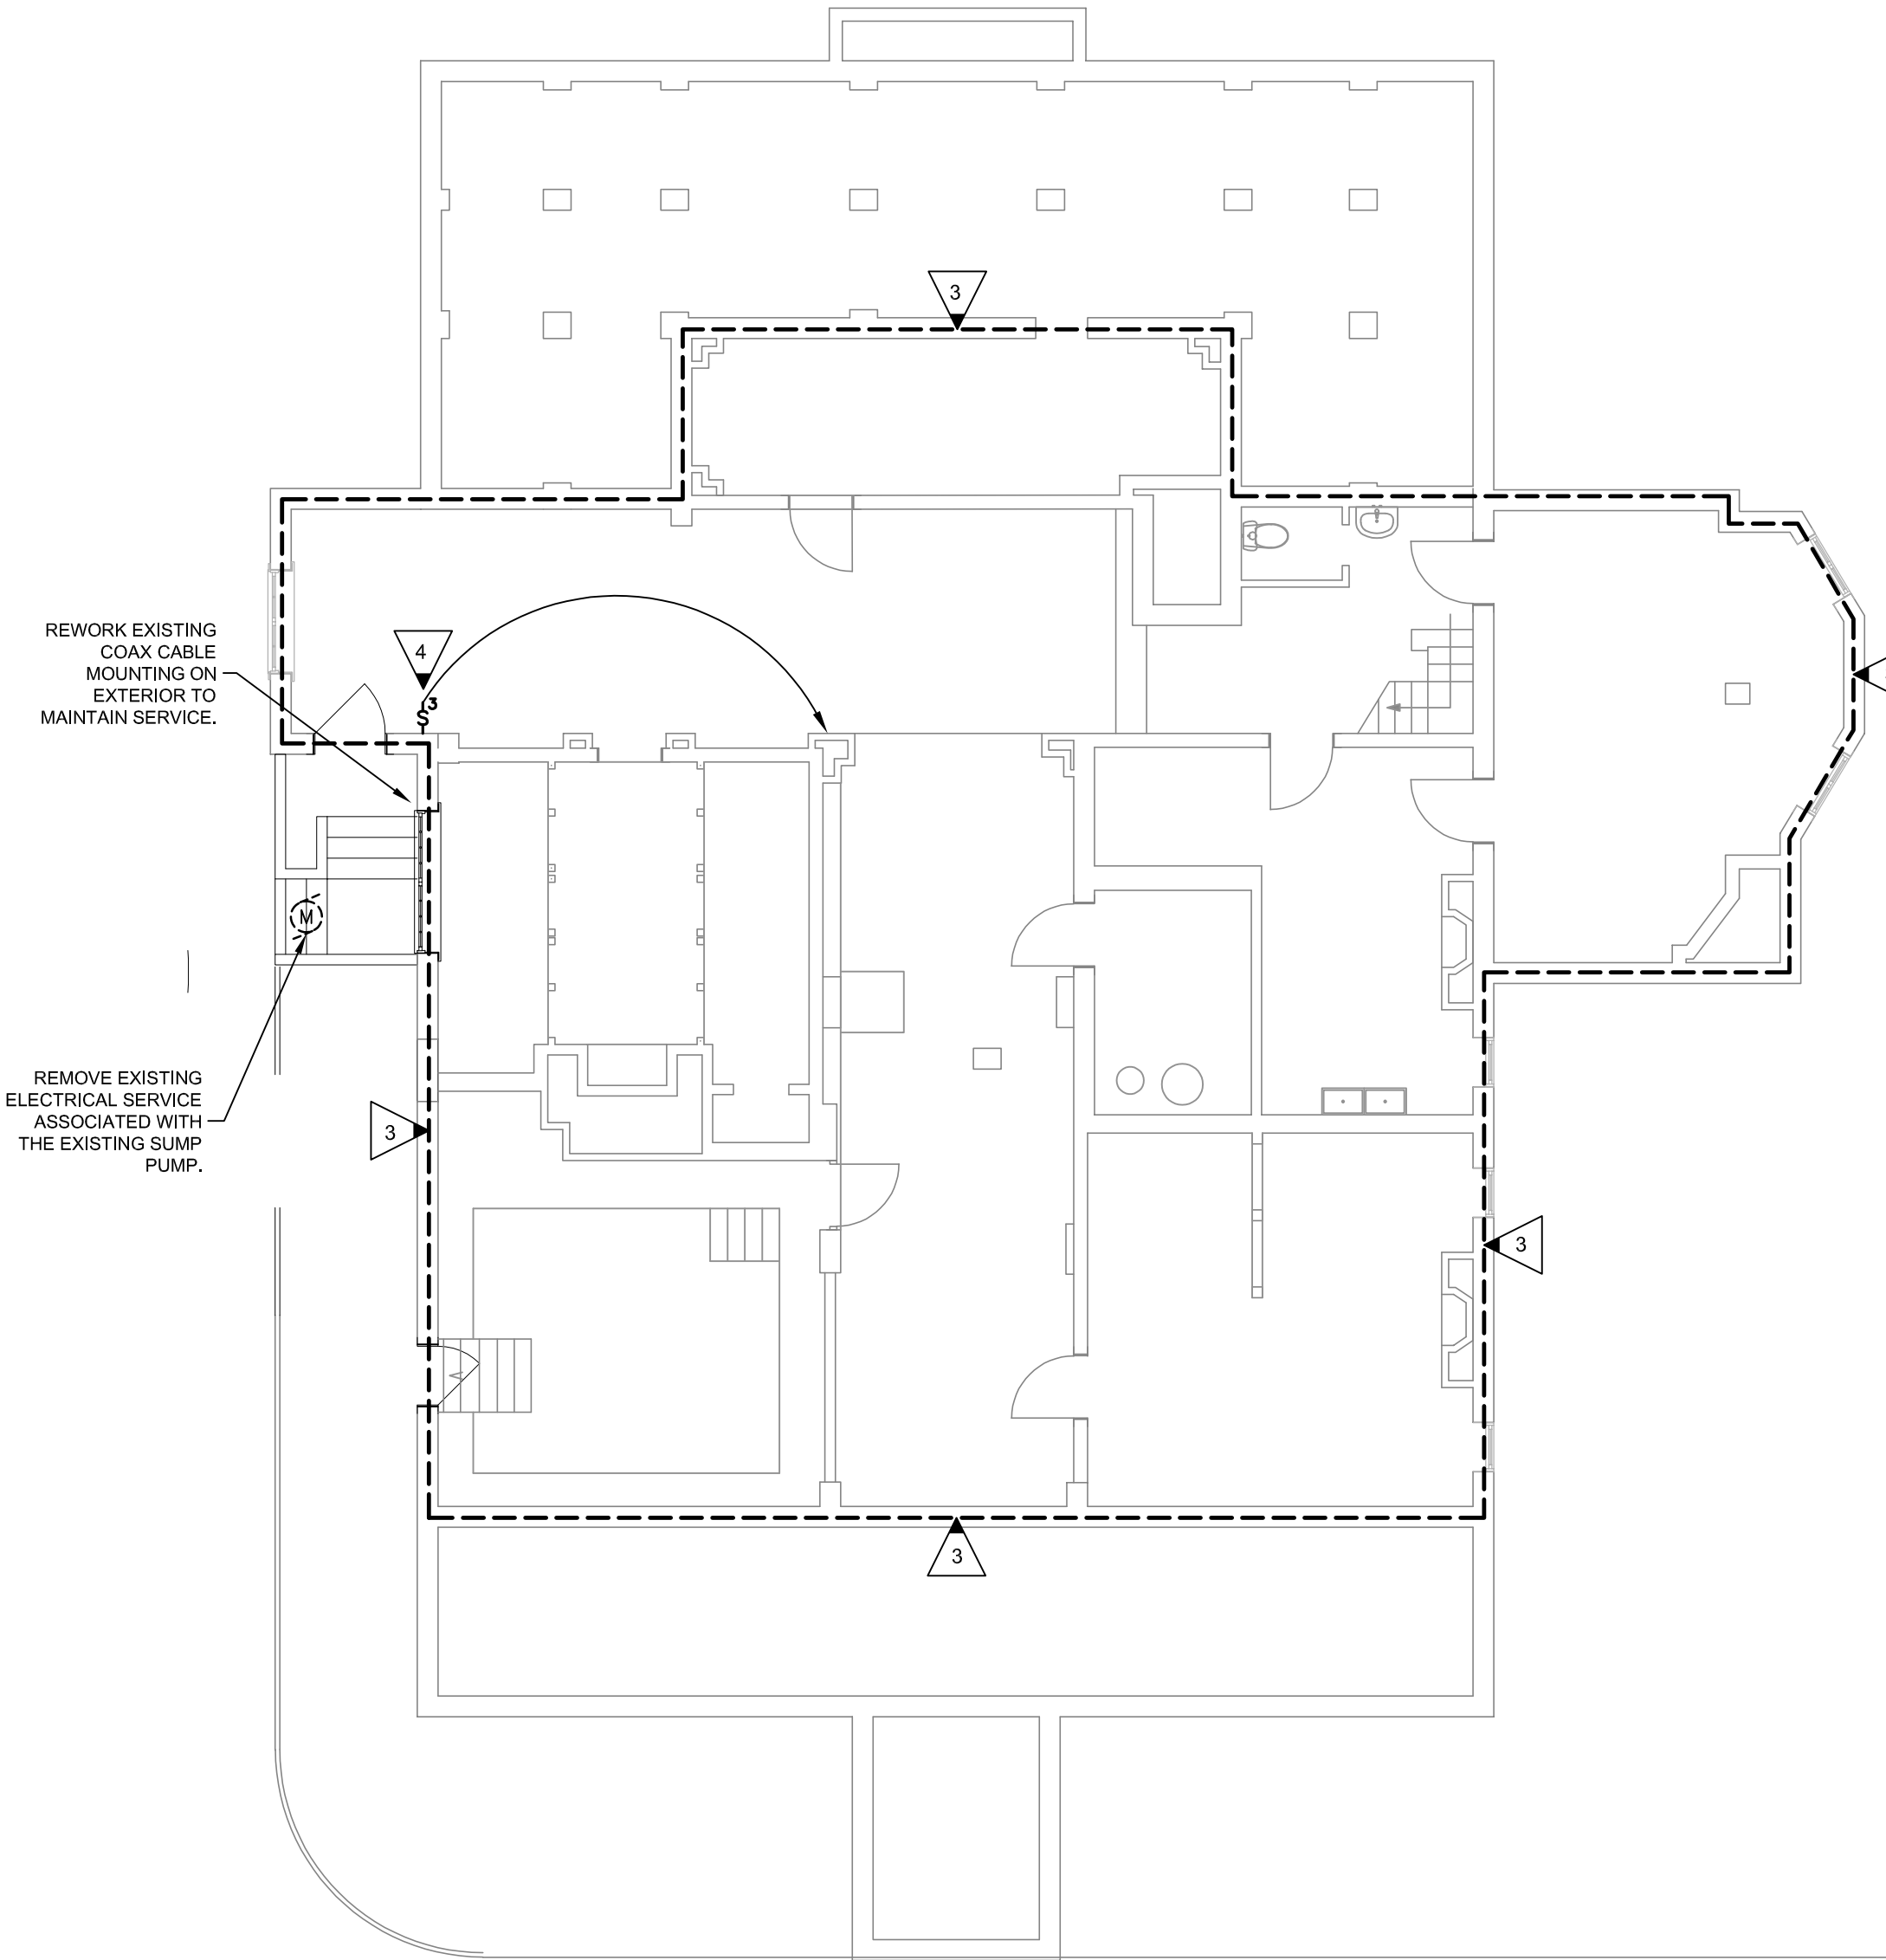 3
REWORK EXISTING
COAX CABLE
MOUNTING ON
EXTERIOR TO
MAINTAIN SERVICE.
4
3
S
M
REMOVE EXISTING
ELECTRICAL SERVICE
ASSOCIATED WITH
THE EXISTING SUMP
PUMP.
3
3
3